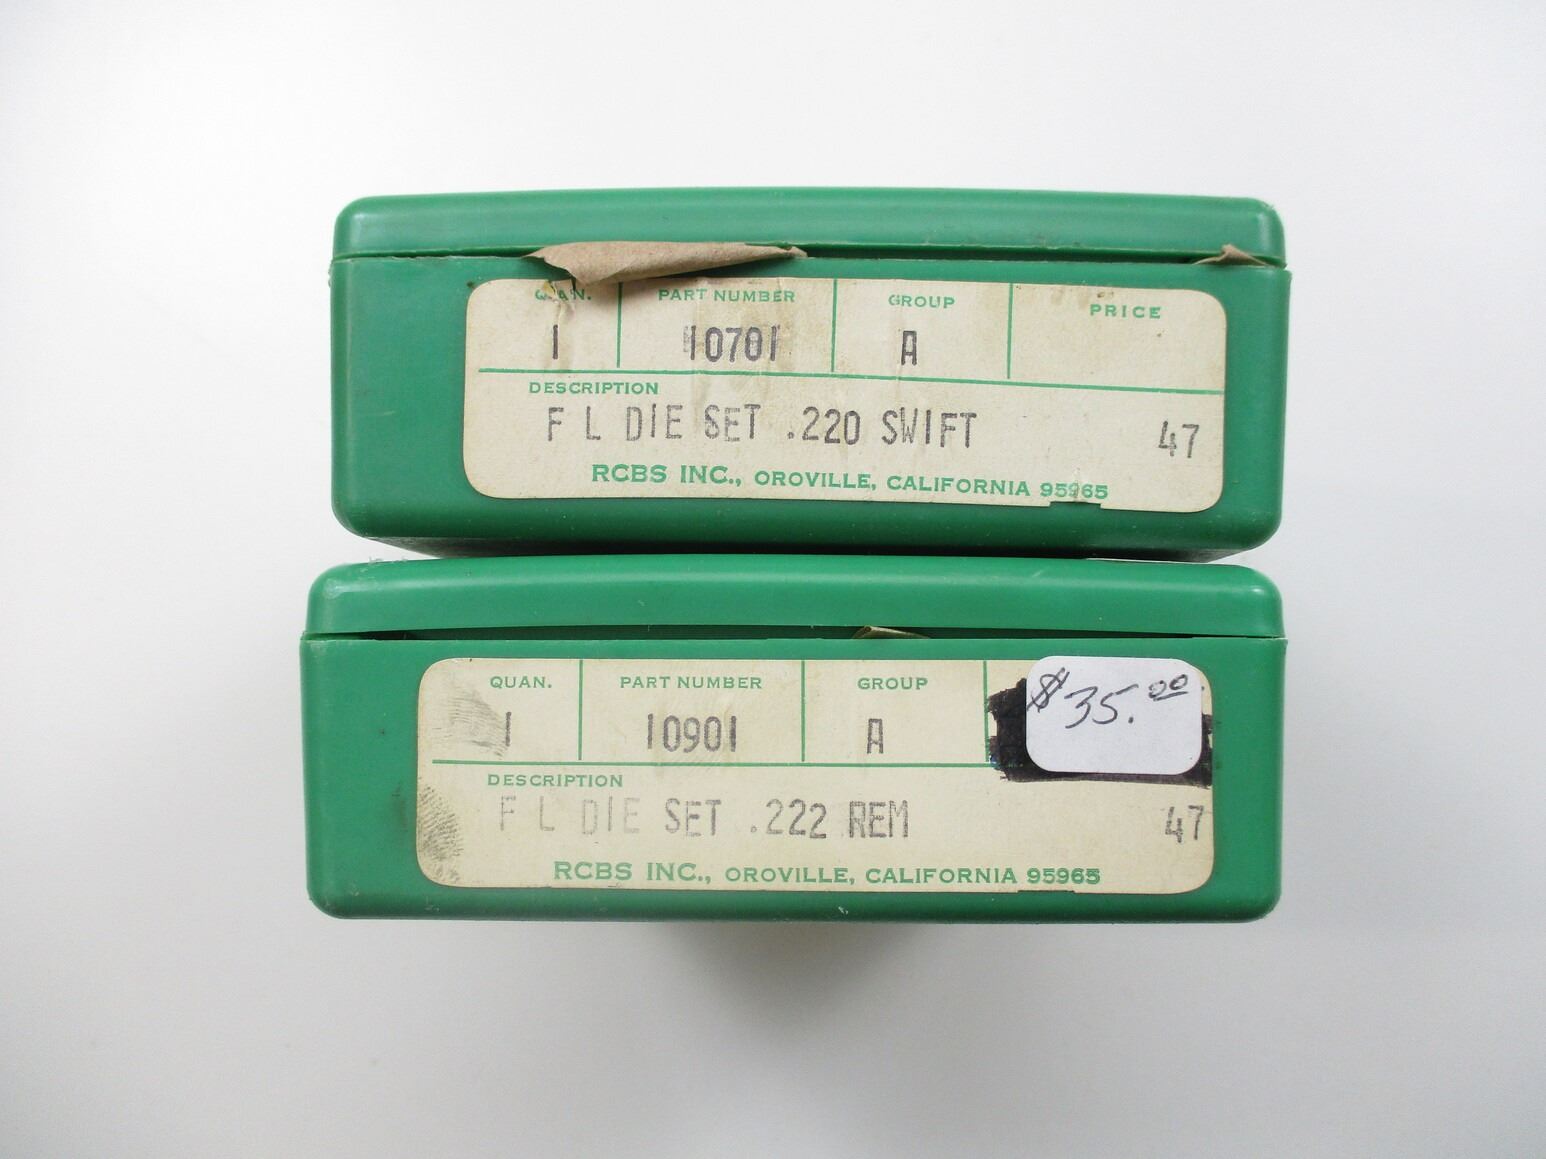 QUAN. PART NUMBER GROUP PRICE
1 10701 A
DESCRIPTION
F L DIE SET .220 SWIFT 47
RCBS INC., OROVILLE, CALIFORNIA 95965
QUAN. PART NUMBER GROUP
1 10901 A $35.00
DESCRIPTION
F L DIE SET .222 REM 47
RCBS INC., OROVILLE, CALIFORNIA 95965